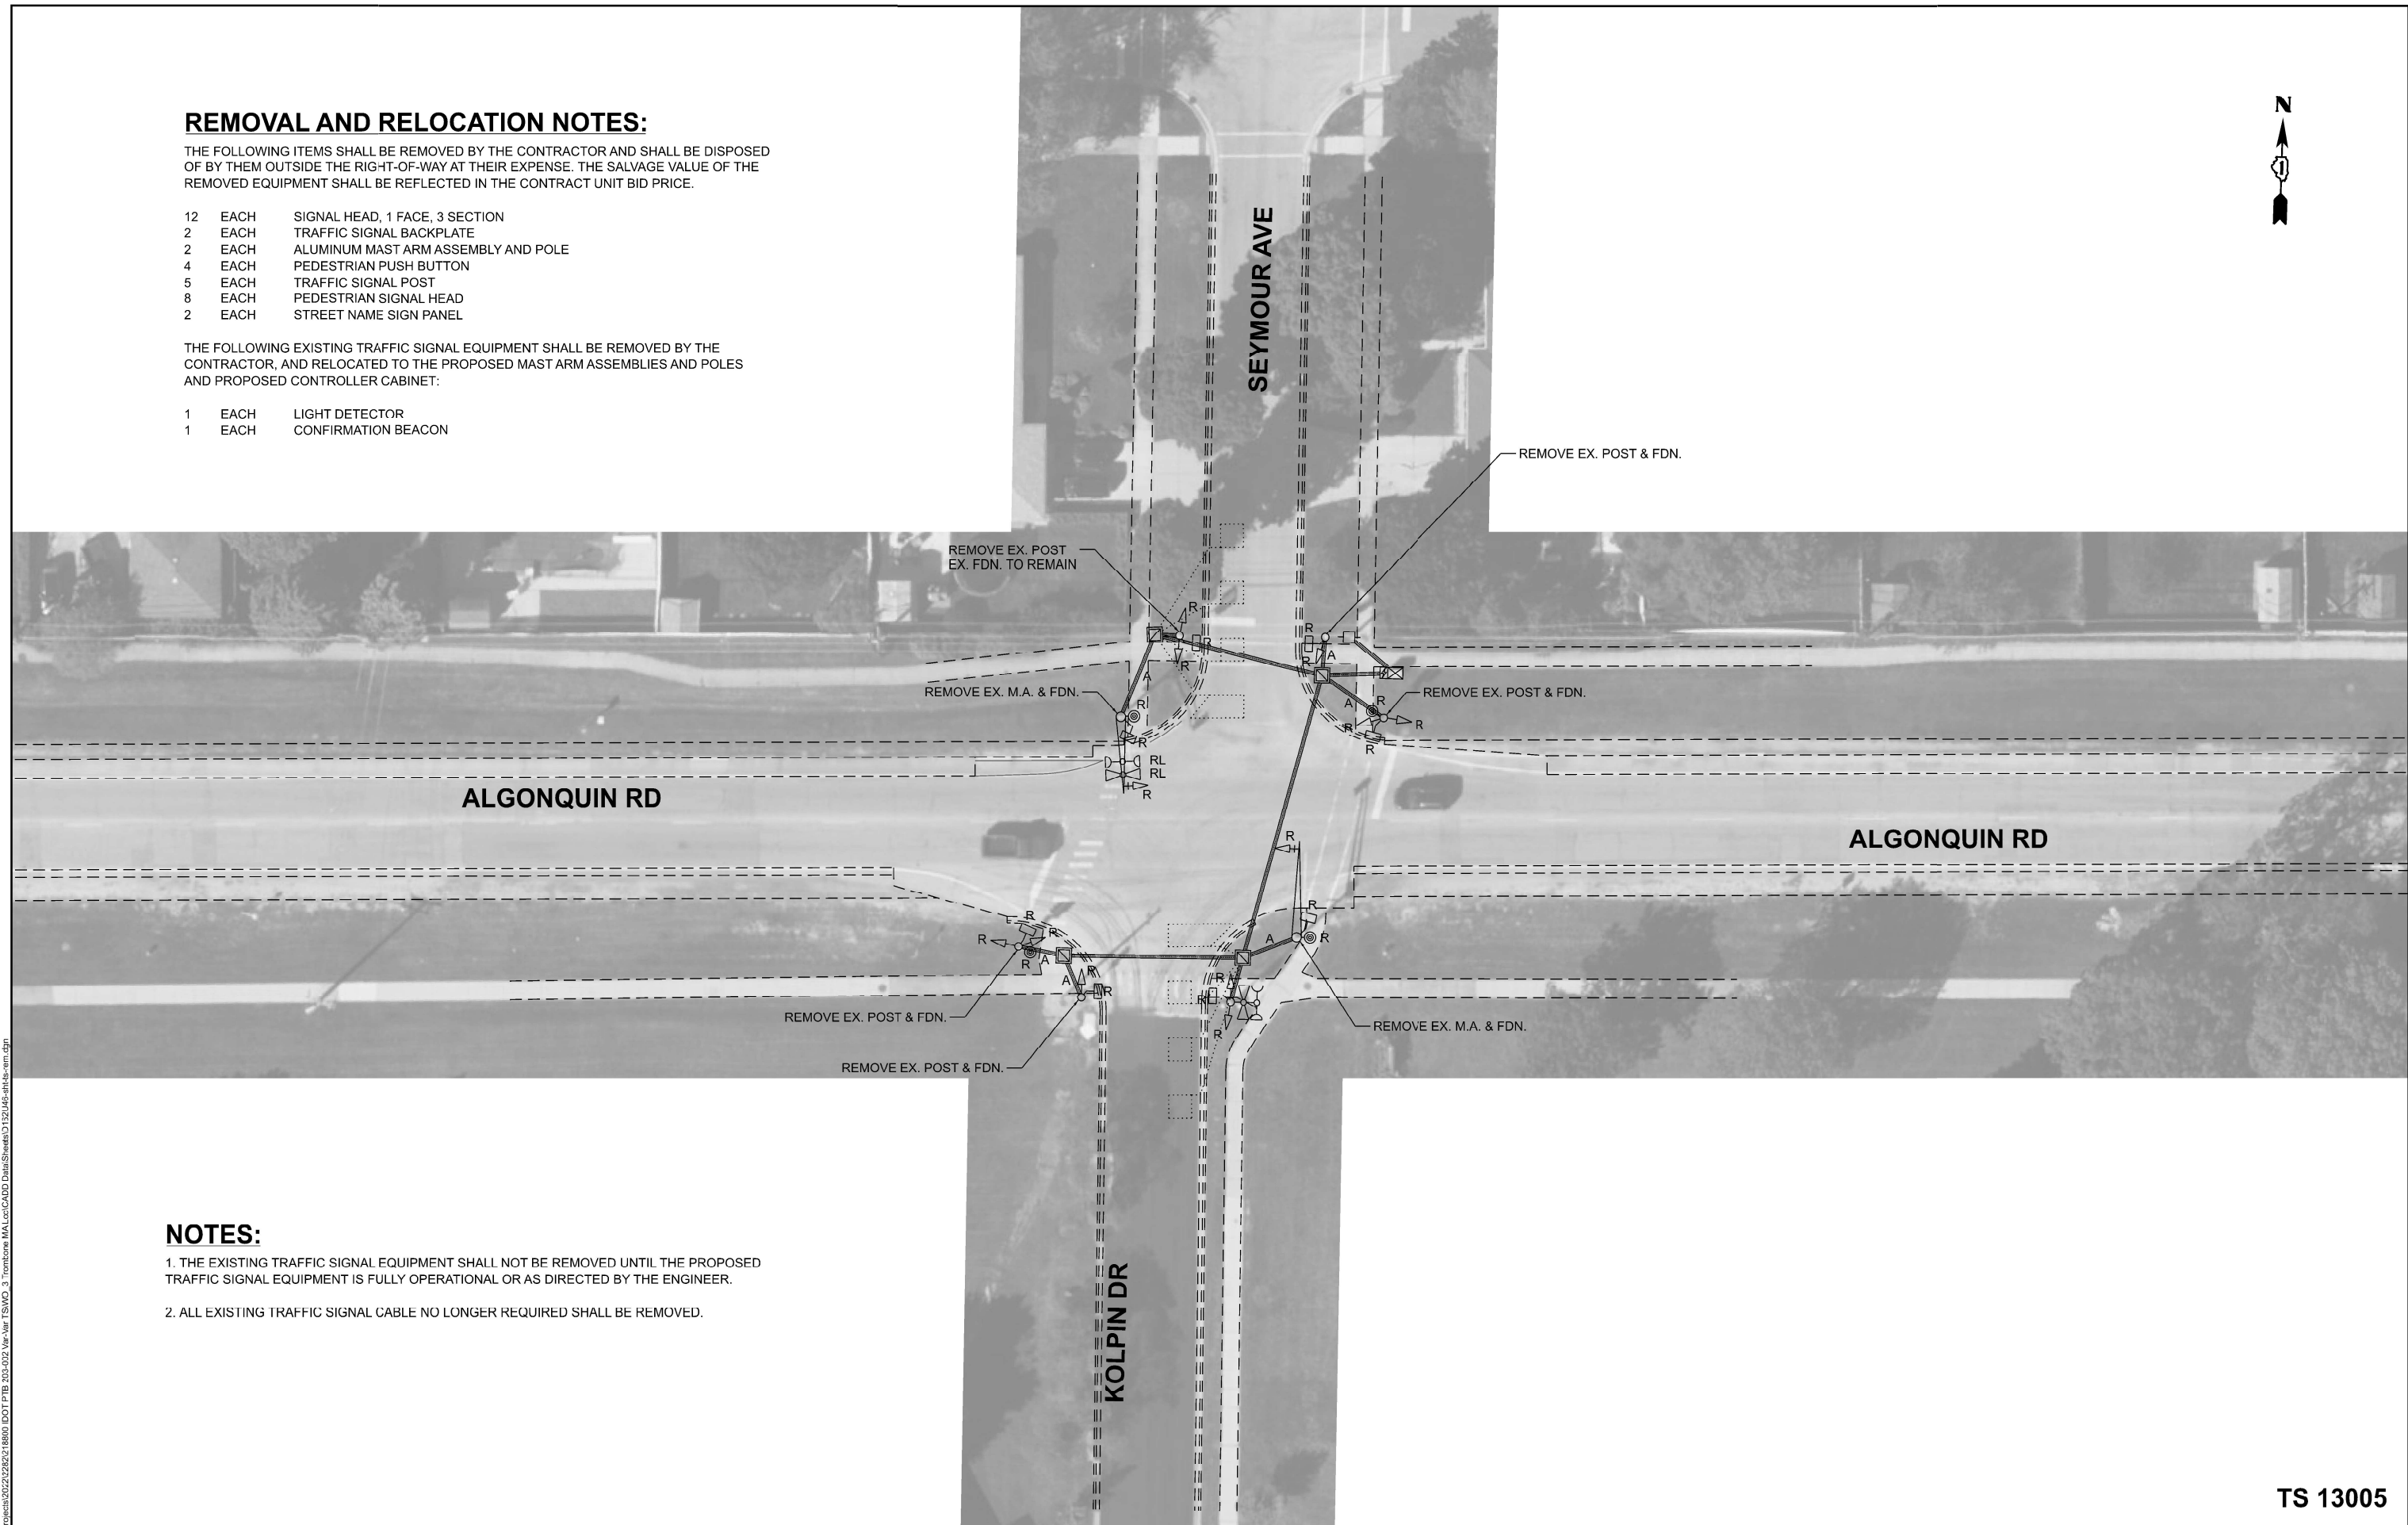 REMOVAL AND RELOCATION NOTES:
THE FOLLOWING ITEMS SHALL BE REMOVED BY THE CONTRACTOR AND SHALL BE DISPOSED
OF BY THEM OUTSIDE THE RIGHT-OF-WAY AT THEIR EXPENSE. THE SALVAGE VALUE OF THE
REMOVED EQUIPMENT SHALL BE REFLECTED IN THE CONTRACT UNIT BID PRICE.
12 EACH SIGNAL HEAD, 1 FACE, 3 SECTION
2 EACH TRAFFIC SIGNAL BACKPLATE
2 EACH ALUMINUM MAST ARM ASSEMBLY AND POLE
4 EACH PEDESTRIAN PUSH BUTTON
5 EACH TRAFFIC SIGNAL POST
8 EACH PEDESTRIAN SIGNAL HEAD
2 EACH STREET NAME SIGN PANEL
THE FOLLOWING EXISTING TRAFFIC SIGNAL EQUIPMENT SHALL BE REMOVED BY THE
CONTRACTOR, AND RELOCATED TO THE PROPOSED MAST ARM ASSEMBLIES AND POLES
AND PROPOSED CONTROLLER CABINET:
1 EACH LIGHT DETECTOR
1 EACH CONFIRMATION BEACON
N
SEYMOUR AVE
REMOVE EX. POST & FDN.
REMOVE EX. POST
EX. FDN. TO REMAIN
R
R
R
R
R
A
A
REMOVE EX. M.A. & FDN.
REMOVE EX. POST & FDN.
R
R
A
R
R
R
R
RL
RL
R
ALGONQUIN RD
ALGONQUIN RD
R
R
R
R
R
R
A
A
R
A
R
R
R
A
R
R
R
REMOVE EX. POST & FDN.
REMOVE EX. M.A. & FDN.
REMOVE EX. POST & FDN.
KOLPIN DR
NOTES:
1. THE EXISTING TRAFFIC SIGNAL EQUIPMENT SHALL NOT BE REMOVED UNTIL THE PROPOSED
TRAFFIC SIGNAL EQUIPMENT IS FULLY OPERATIONAL OR AS DIRECTED BY THE ENGINEER.
2. ALL EXISTING TRAFFIC SIGNAL CABLE NO LONGER REQUIRED SHALL BE REMOVED.
TS 13005